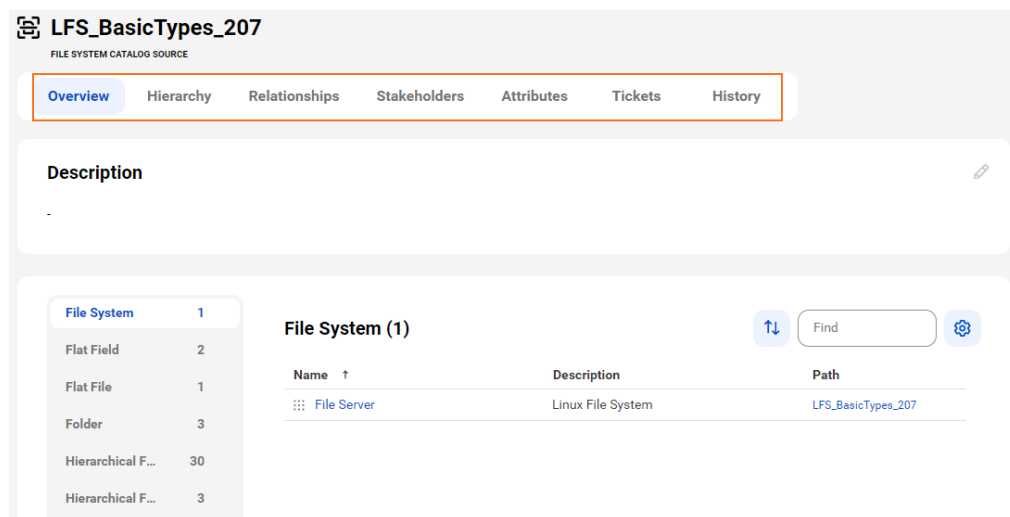 LFS_BasicTypes_207
FILE SYSTEM CATALOG SOURCE
Overview Hierarchy Relationships Stakeholders Attributes Tickets History
Description
-
File System 1
Flat Field 2
Flat File 1
Folder 3
Hierarchical F... 30
Hierarchical F... 3
File System (1)
Find
Name ↑ Description Path
File Server Linux File System LFS_BasicTypes_207